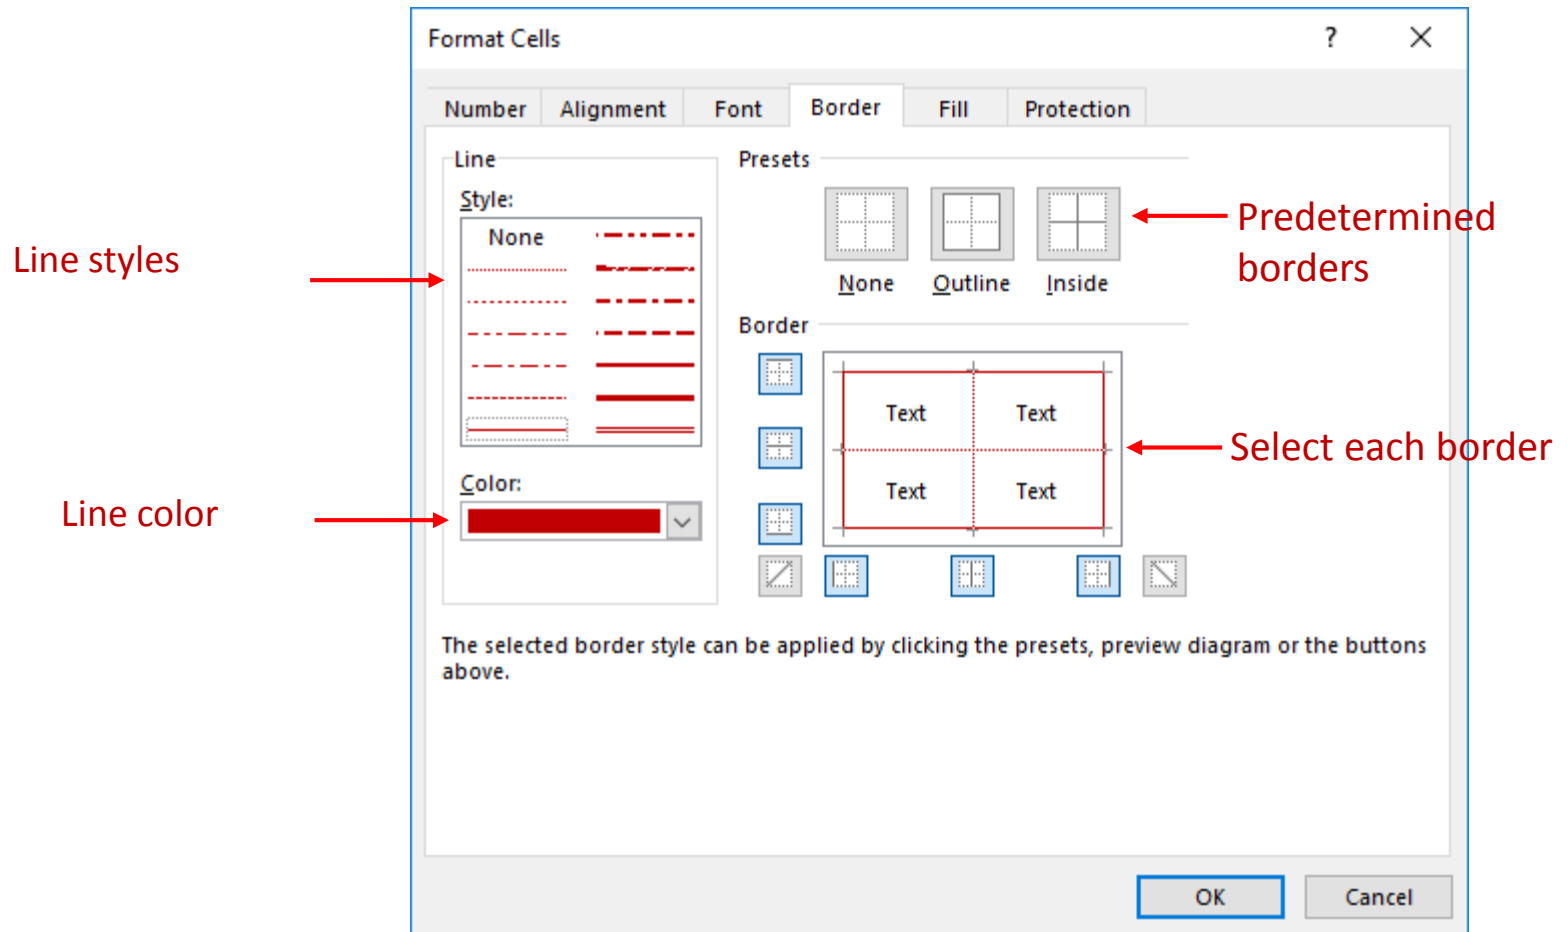 Format Cells
?
Number Alignment Font Border Fill Protection
Line
Style:
None
Color:
Presets
None Outline Inside
Border
Text Text
Text Text
The selected border style can be applied by clicking the presets, preview diagram or the buttons
above.
OK Cancel
Line styles
Line color
Predetermined
borders
Select each border